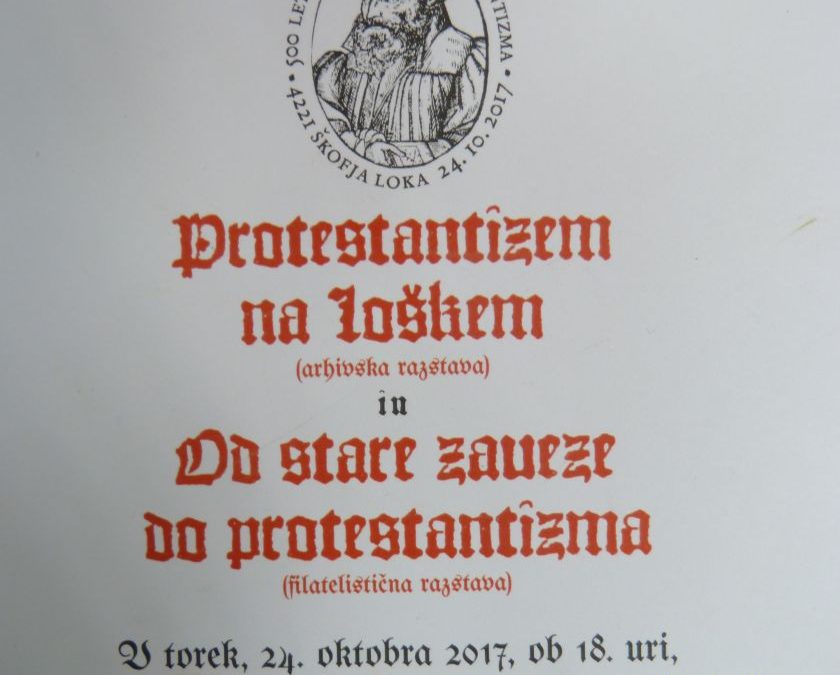 500 LE
TIZMA
• 4221 ŠKOFJA LOKA 24. 10. 2017 •
Protestantizem
na Loškem
(arhivska razstava)
in
Od stare zaveze
do protestantizma
(filatelistična razstava)
V torek, 24. oktobra 2017, ob 18. uri,